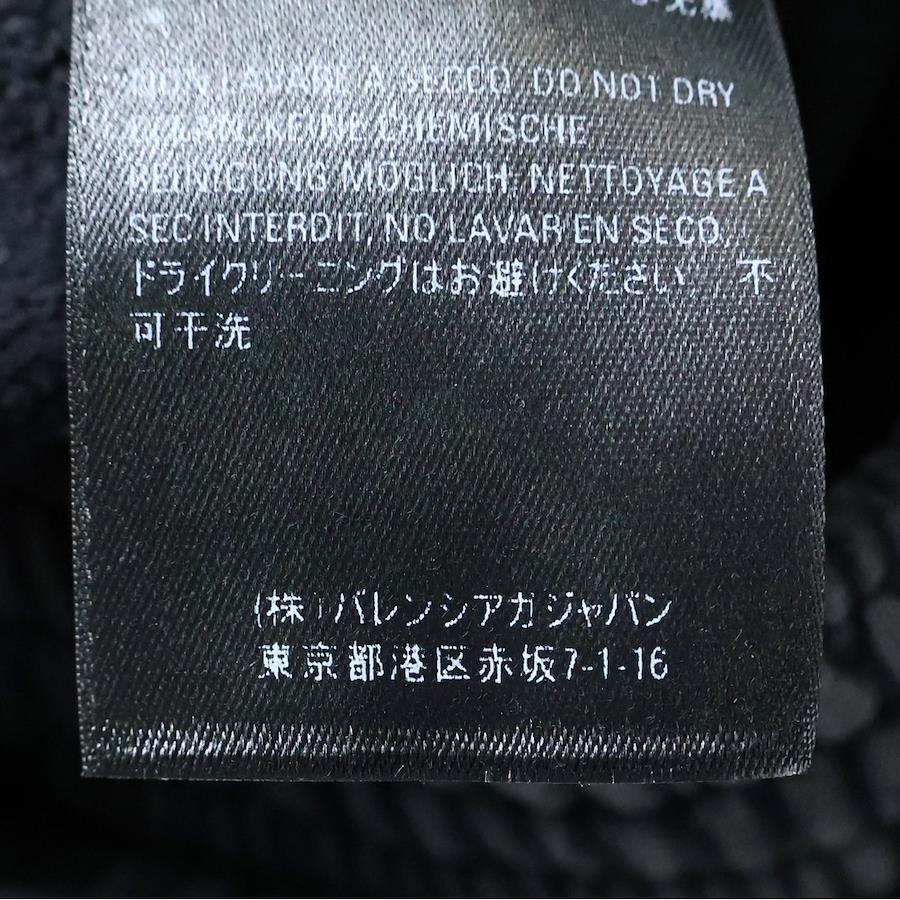 NON LAVARE A SECCO, DO NOT DRY
CLEAN, KEINE CHEMISCHE
REINIGUNG MÖGLICH, NETTOYAGE A
SEC INTERDIT, NO LAVAR EN SECO,
ドライクリーニングはお避けください 不
可干洗
(株)バレンシアガジャパン
東京都港区赤坂7-1-16